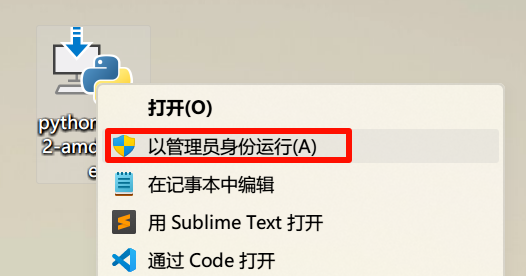 python
2-amd
e
打开(O)
以管理员身份运行(A)
在记事本中编辑
用 Sublime Text 打开
通过 Code 打开